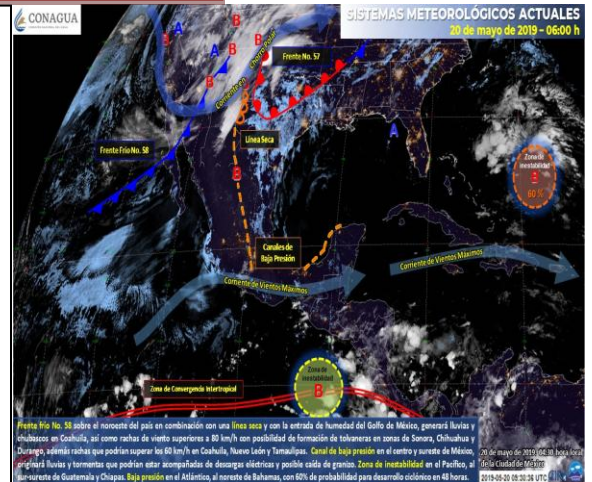 CONAGUA
SISTEMAS METEOROLÓGICOS ACTUALES
20 de mayo de 2019 – 06:00 h
B
A
A
B
B
B
B
Frente No. 57
Corriente en Chorro Polar
Línea Seca
A
Frente Frío No. 58
B
Zona de
inestabilidad
B
60 %
Canales de
Baja Presión
Corriente de Vientos Máximos
Corriente de Vientos Máximos
Zona de
inestabilidad
B
Zona de Convergencia Intertropical
Frente frío No. 58 sobre el noroeste del país en combinación con una línea seca y con la entrada de humedad del Golfo de México, generará lluvias y
chubascos en Coahuila, así como rachas de viento superiores a 80 km/h con posibilidad de formación de tolvaneras en zonas de Sonora, Chihuahua y
Durango, además rachas que podrían superar los 60 km/h en Coahuila, Nuevo León y Tamaulipas. Canal de baja presión en el centro y sureste de México,
originará lluvias y tormentas que podrían estar acompañadas de descargas eléctricas y posible caída de granizo. Zona de inestabilidad en el Pacífico, al
sur-sureste de Guatemala y Chiapas. Baja presión en el Atlántico, al noreste de Bahamas, con 60% de probabilidad para desarrollo ciclónico en 48 horas.
20 de mayo de 2019, 04:30 hora local
de la Ciudad de México
2019-05-20 09:30:36 UTC